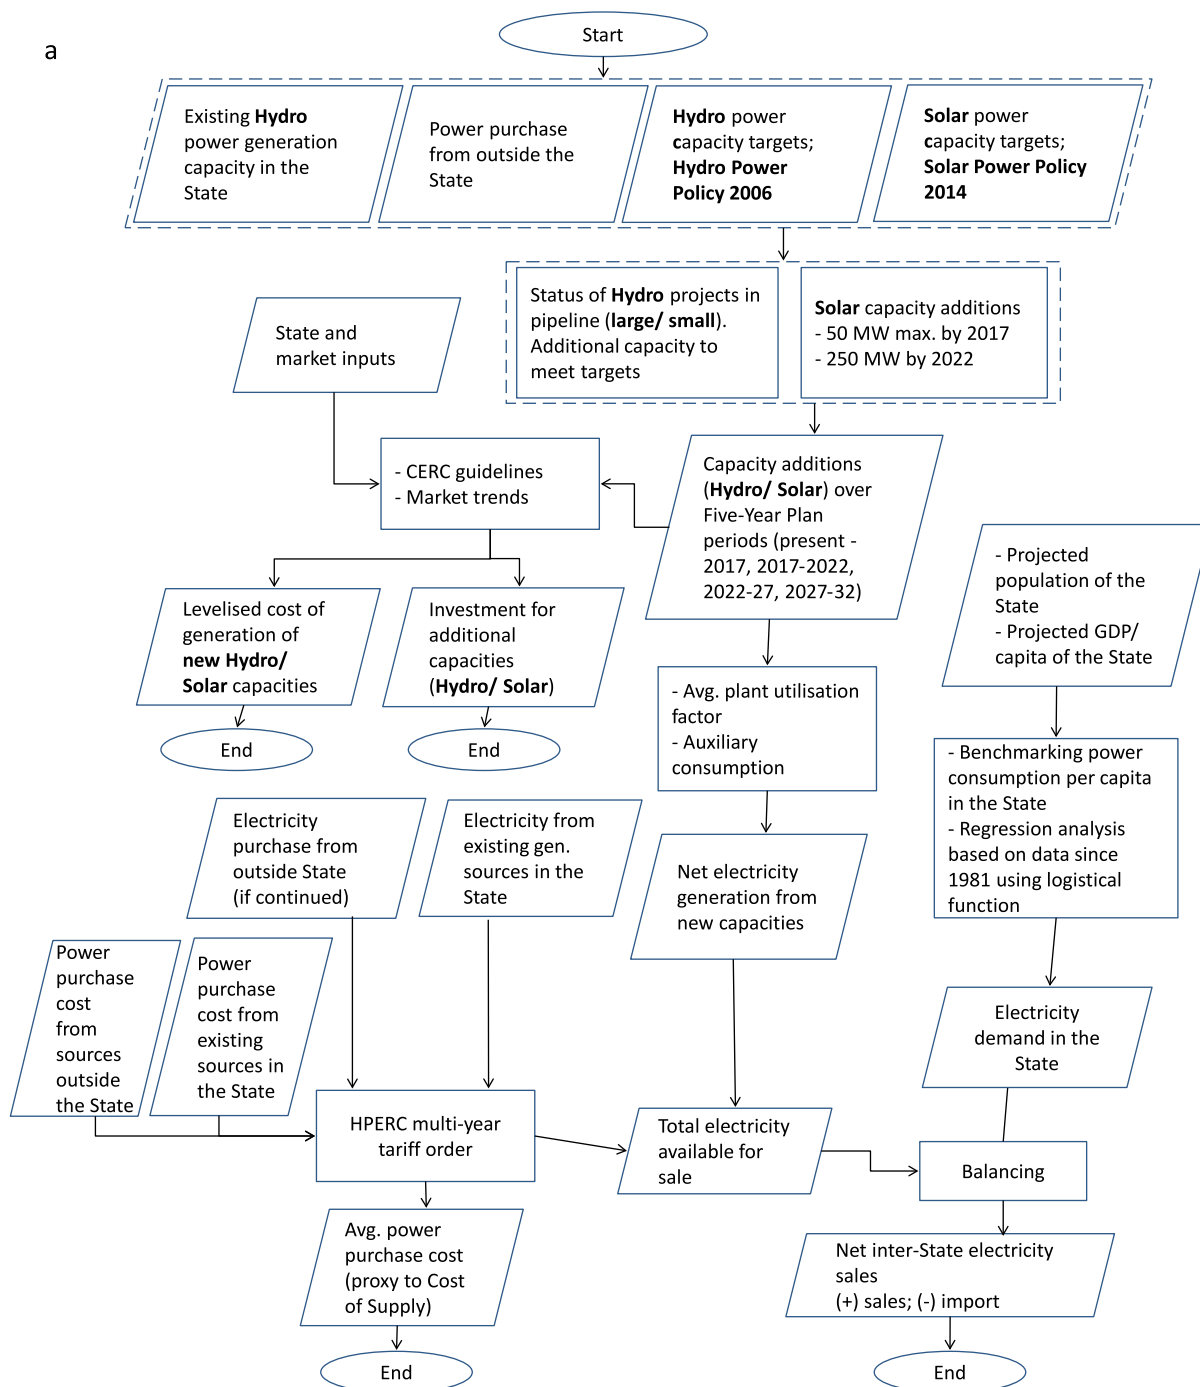 a
Start
Existing Hydro
power generation
capacity in the
State
Power purchase
from outside the
State
Hydro power
capacity targets;
Hydro Power
Policy 2006
Solar power
capacity targets;
Solar Power Policy
2014
Status of Hydro projects in
pipeline (large/ small).
Additional capacity to
meet targets
Solar capacity additions
- 50 MW max. by 2017
- 250 MW by 2022
State and
market inputs
- CERC guidelines
- Market trends
Capacity additions
(Hydro/ Solar) over
Five-Year Plan
periods (present -
2017, 2017-2022,
2022-27, 2027-32)
- Projected
population of the
State
- Projected GDP/
capita of the State
Levelised cost of
generation of
new Hydro/
Solar capacities
Investment for
additional
capacities
(Hydro/ Solar)
End
End
- Avg. plant utilisation
factor
- Auxiliary
consumption
- Benchmarking power
consumption per capita
in the State
- Regression analysis
based on data since
1981 using logistical
function
Electricity
purchase from
outside State
(if continued)
Electricity from
existing gen.
sources in the
State
Net electricity
generation from
new capacities
Power
purchase
cost
from
sources
outside
the State
Power
purchase
cost from
existing
sources in
the State
Electricity
demand in the
State
HPERC multi-year
tariff order
Total electricity
available for
sale
Balancing
Avg. power
purchase cost
(proxy to Cost
of Supply)
Net inter-State electricity
sales
(+) sales; (-) import
End
End